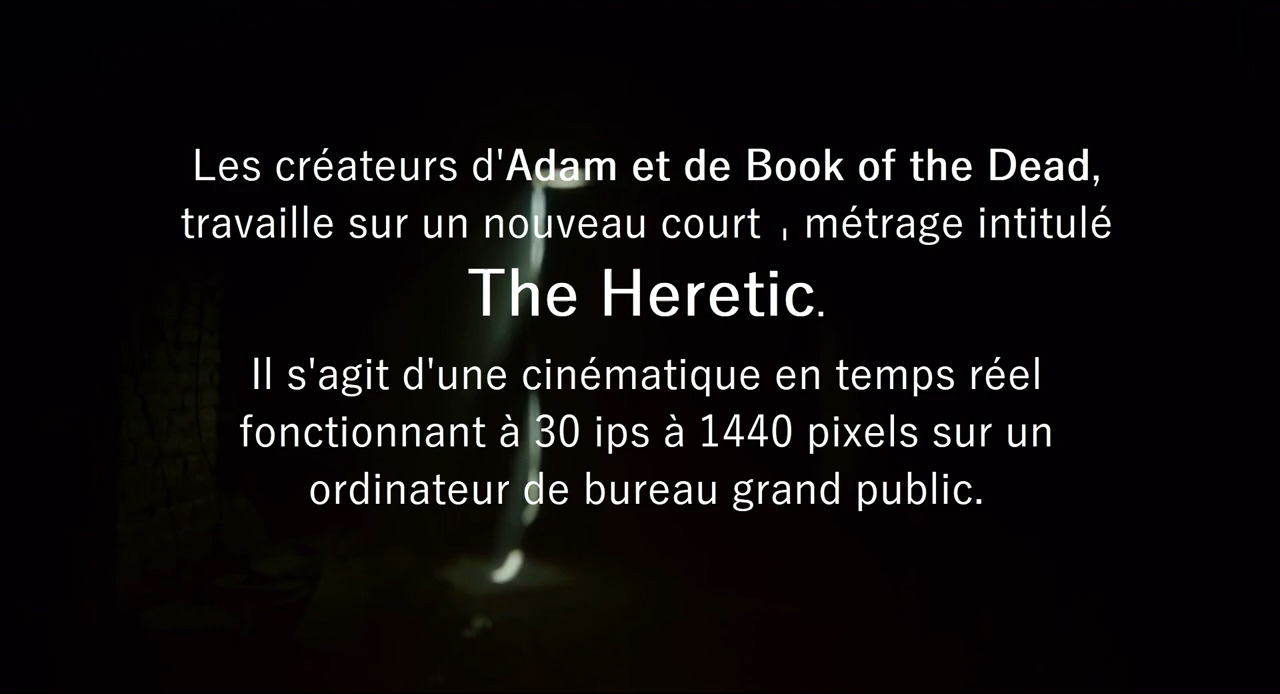 Les créateurs d'Adam et de Book of the Dead,
travaille sur un nouveau court ╷ métrage intitulé
The Heretic.
Il s'agit d'une cinématique en temps réel
fonctionnant à 30 ips à 1440 pixels sur un
ordinateur de bureau grand public.